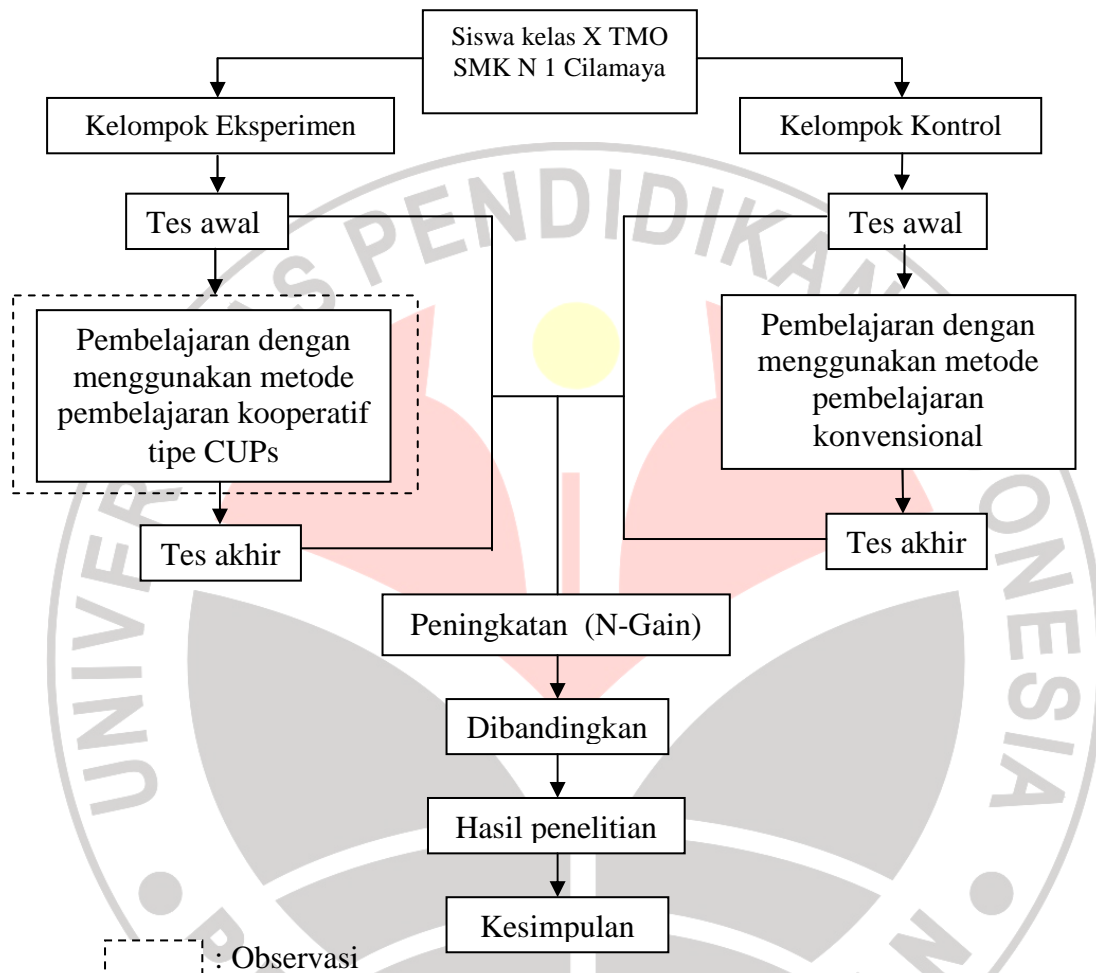 Siswa kelas X TMO
SMK N 1 Cilamaya
Kelompok Eksperimen
Kelompok Kontrol
Tes awal
Tes awal
Pembelajaran dengan
menggunakan metode
pembelajaran kooperatif
tipe CUPs
Pembelajaran dengan
menggunakan metode
pembelajaran
konvensional
Tes akhir
Tes akhir
Peningkatan (N-Gain)
Dibandingkan
Hasil penelitian
Kesimpulan
: Observasi
PENDIDIKAN